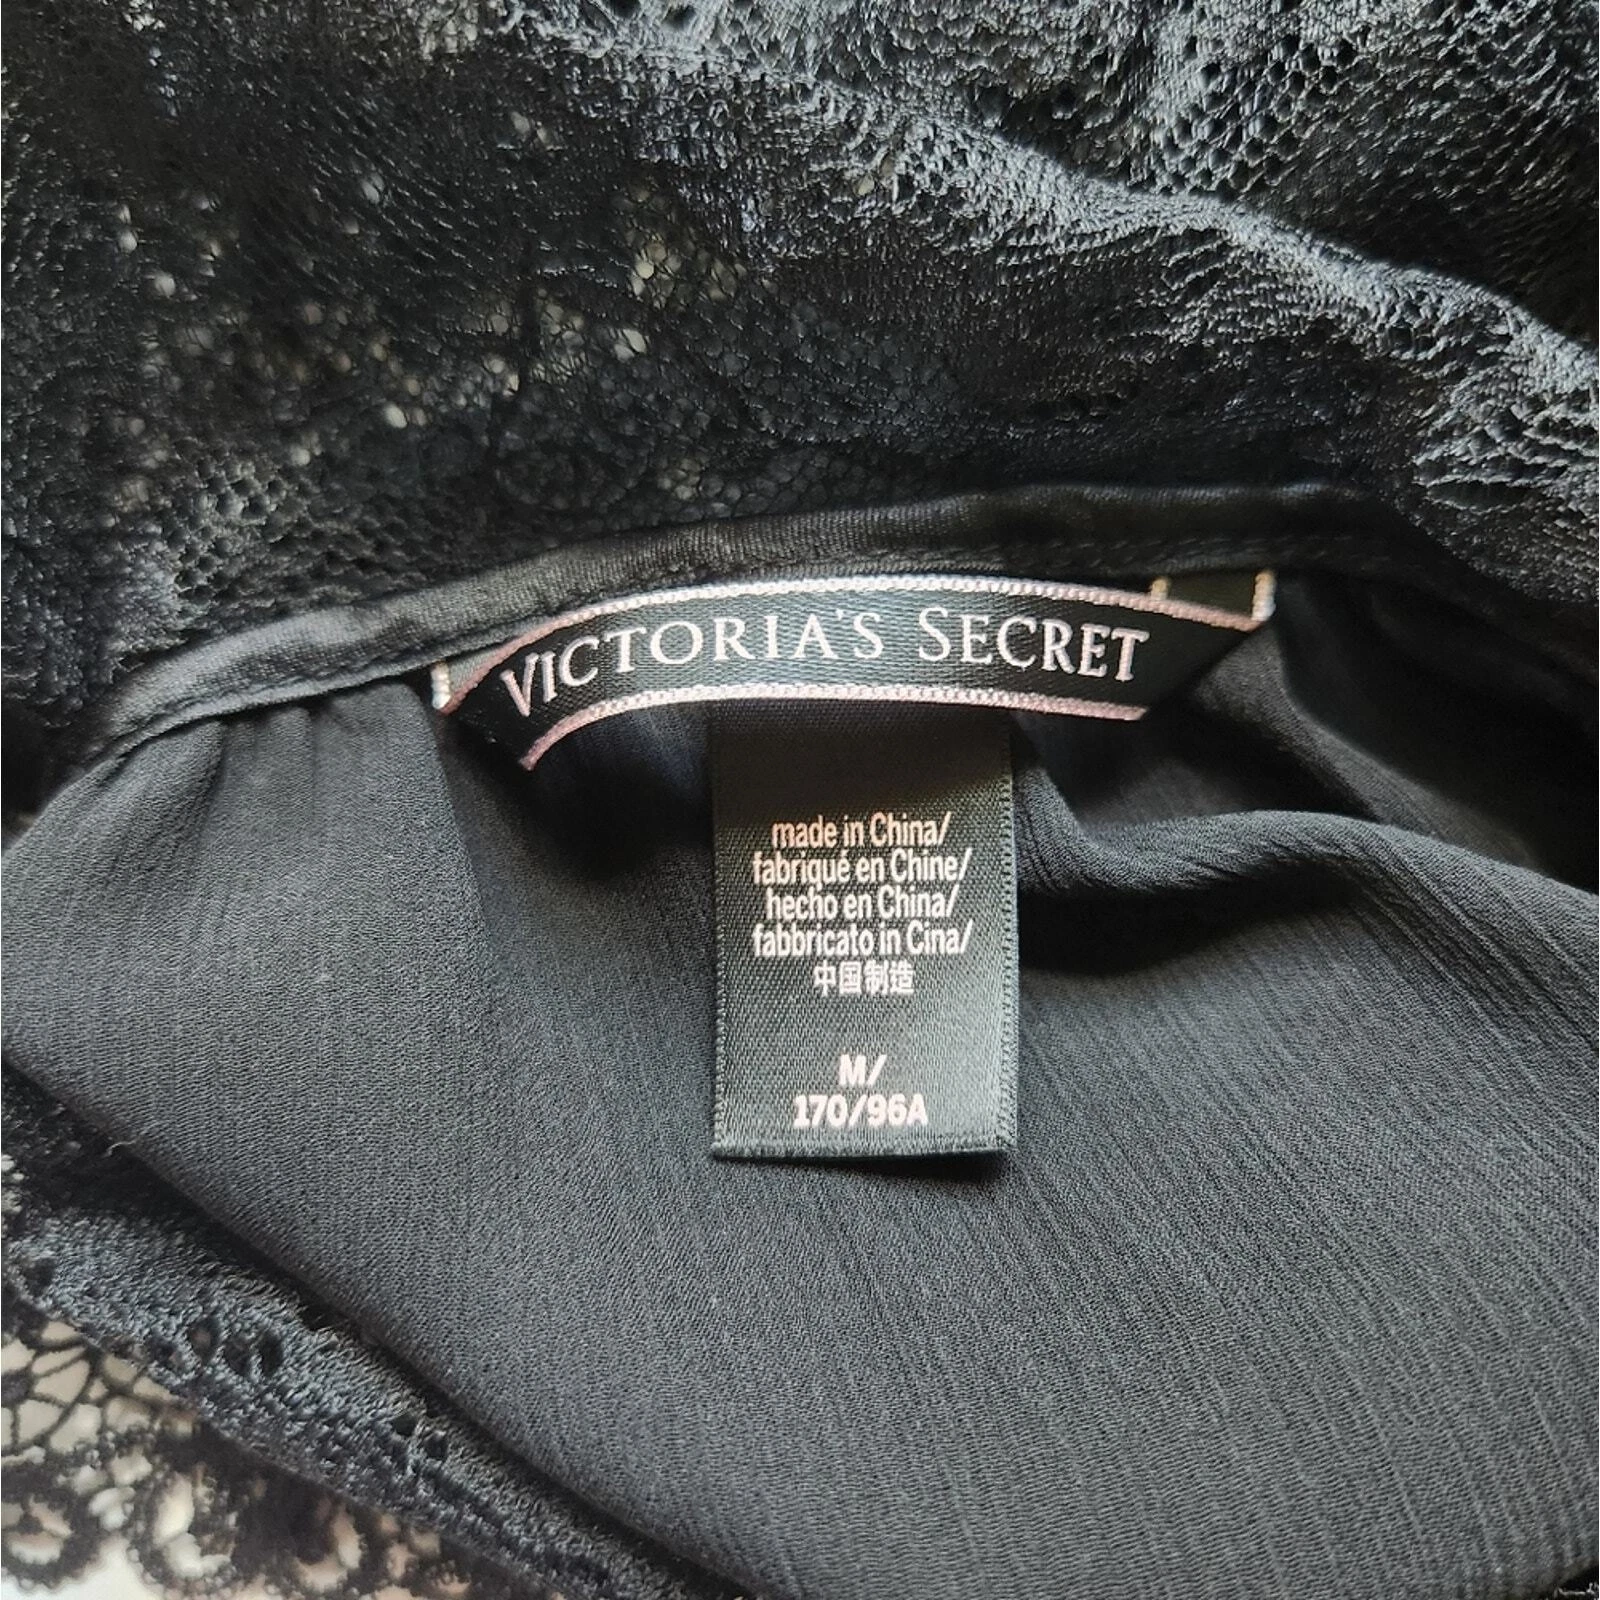 VICTORIA'S SECRET
made in China/
fabriqué en Chine/
hecho en China/
fabbricato in Cina/
中国制造
M/
170/96A